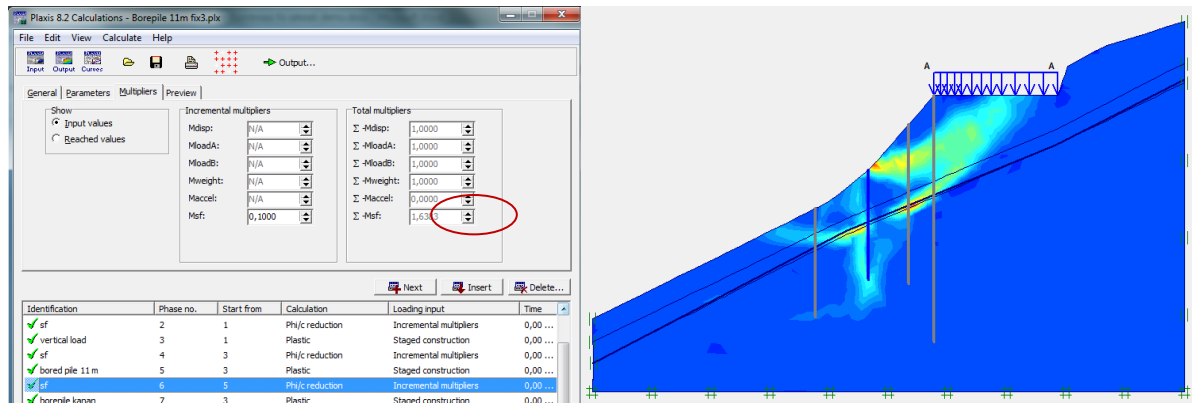 Plaxis 8.2 Calculations - Borepile 11m fix3.plx
File Edit View Calculate Help
Input Output Curves Output...
General Parameters Multipliers Preview
Show
Input values
Reached values
Incremental multipliers
Mdisp: N/A
MloadA: N/A
MloadB: N/A
Mweight: N/A
Maccel: N/A
Msf: 0,1000
Total multipliers
Σ -Mdisp: 1,0000
Σ -MloadA: 1,0000
Σ -MloadB: 1,0000
Σ -Mweight: 1,0000
Σ -Maccel: 0,0000
Σ -Msf: 1,6383
Next Insert Delete...
Identification Phase no. Start from Calculation Loading input Time
sf 2 1 Phi/c reduction Incremental multipliers 0,00 ...
vertical load 3 1 Plastic Staged construction 0,00 ...
sf 4 3 Phi/c reduction Incremental multipliers 0,00 ...
bored pile 11 m 5 3 Plastic Staged construction 0,00 ...
sf 6 5 Phi/c reduction Incremental multipliers 0,00 ...
borepile kanan 7 3 Plastic Staged construction 0,00 ...
A A